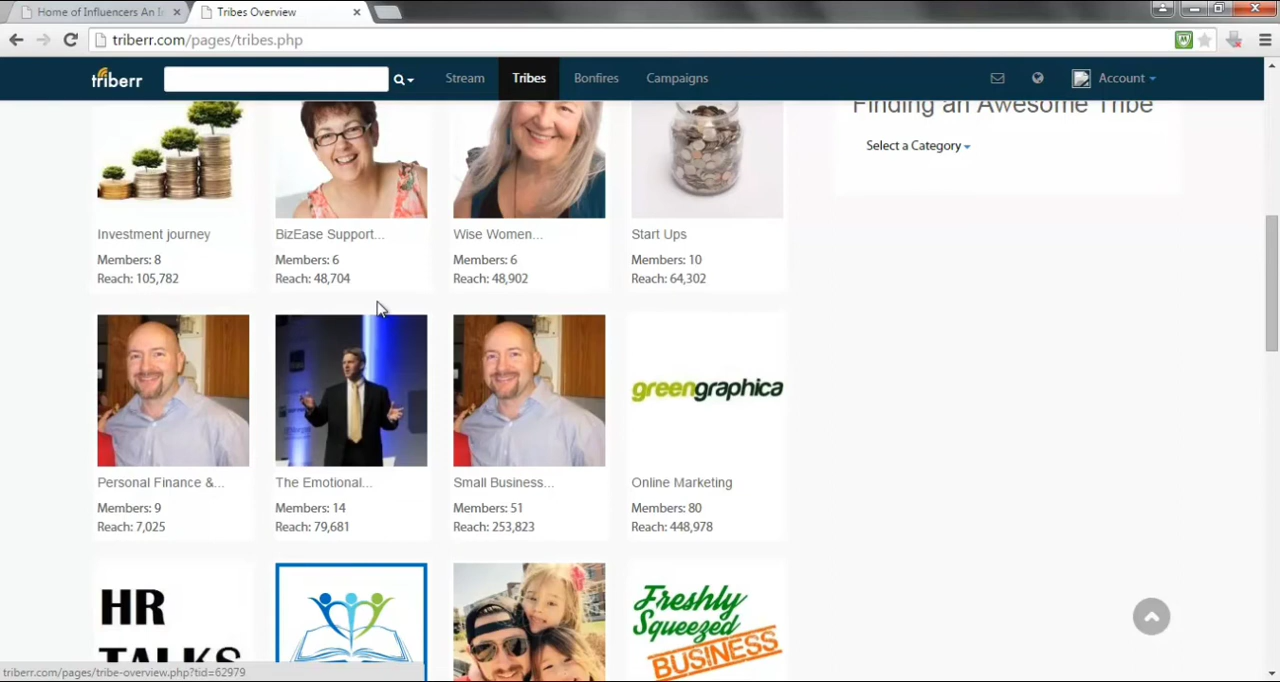 Home of Influencers An I
Tribes Overview
triberr.com/pages/tribes.php
triberr
Stream
Tribes
Bonfires
Campaigns
Account
Finding an Awesome Tribe
Select a Category
Investment journey
Members: 8
Reach: 105,782
BizEase Support...
Members: 6
Reach: 48,704
Wise Women...
Members: 6
Reach: 48,902
Start Ups
Members: 10
Reach: 64,302
greengraphica
Personal Finance &...
Members: 9
Reach: 7,025
The Emotional...
Members: 14
Reach: 79,681
Small Business...
Members: 51
Reach: 253,823
Online Marketing
Members: 80
Reach: 448,978
HR
TALKS
Freshly
Squeezed
BUSINESS
triberr.com/pages/tribe-overview.php?tid=62979